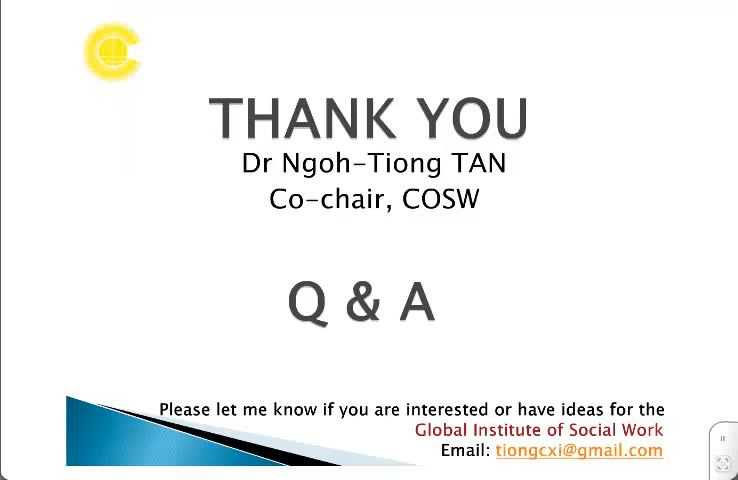 THANK YOU
Dr Ngoh-Tiong TAN
Co-chair, COSW
Q & A
Please let me know if you are interested or have ideas for the
Global Institute of Social Work
Email: tiongcxi@gmail.com